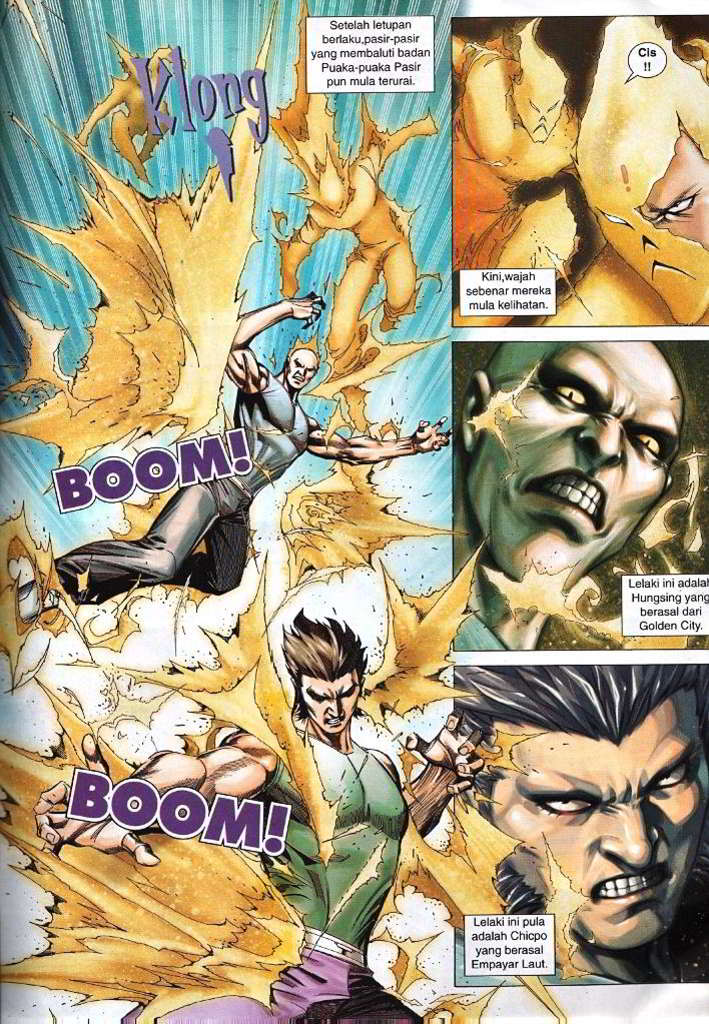 Setelah letupan
berlaku,pasir-pasir
yang membaluti badan
Puaka-puaka Pasir
pun mula terurai.
Klong
Cis
!!
Kini,wajah
sebenar mereka
mula kelihatan.
BOOM!
Lelaki ini adalah
Hungsing yang
berasal dari
Golden City.
BOOM!
Lelaki ini pula
adalah Chicpo
yang berasal
Empayar Laut.